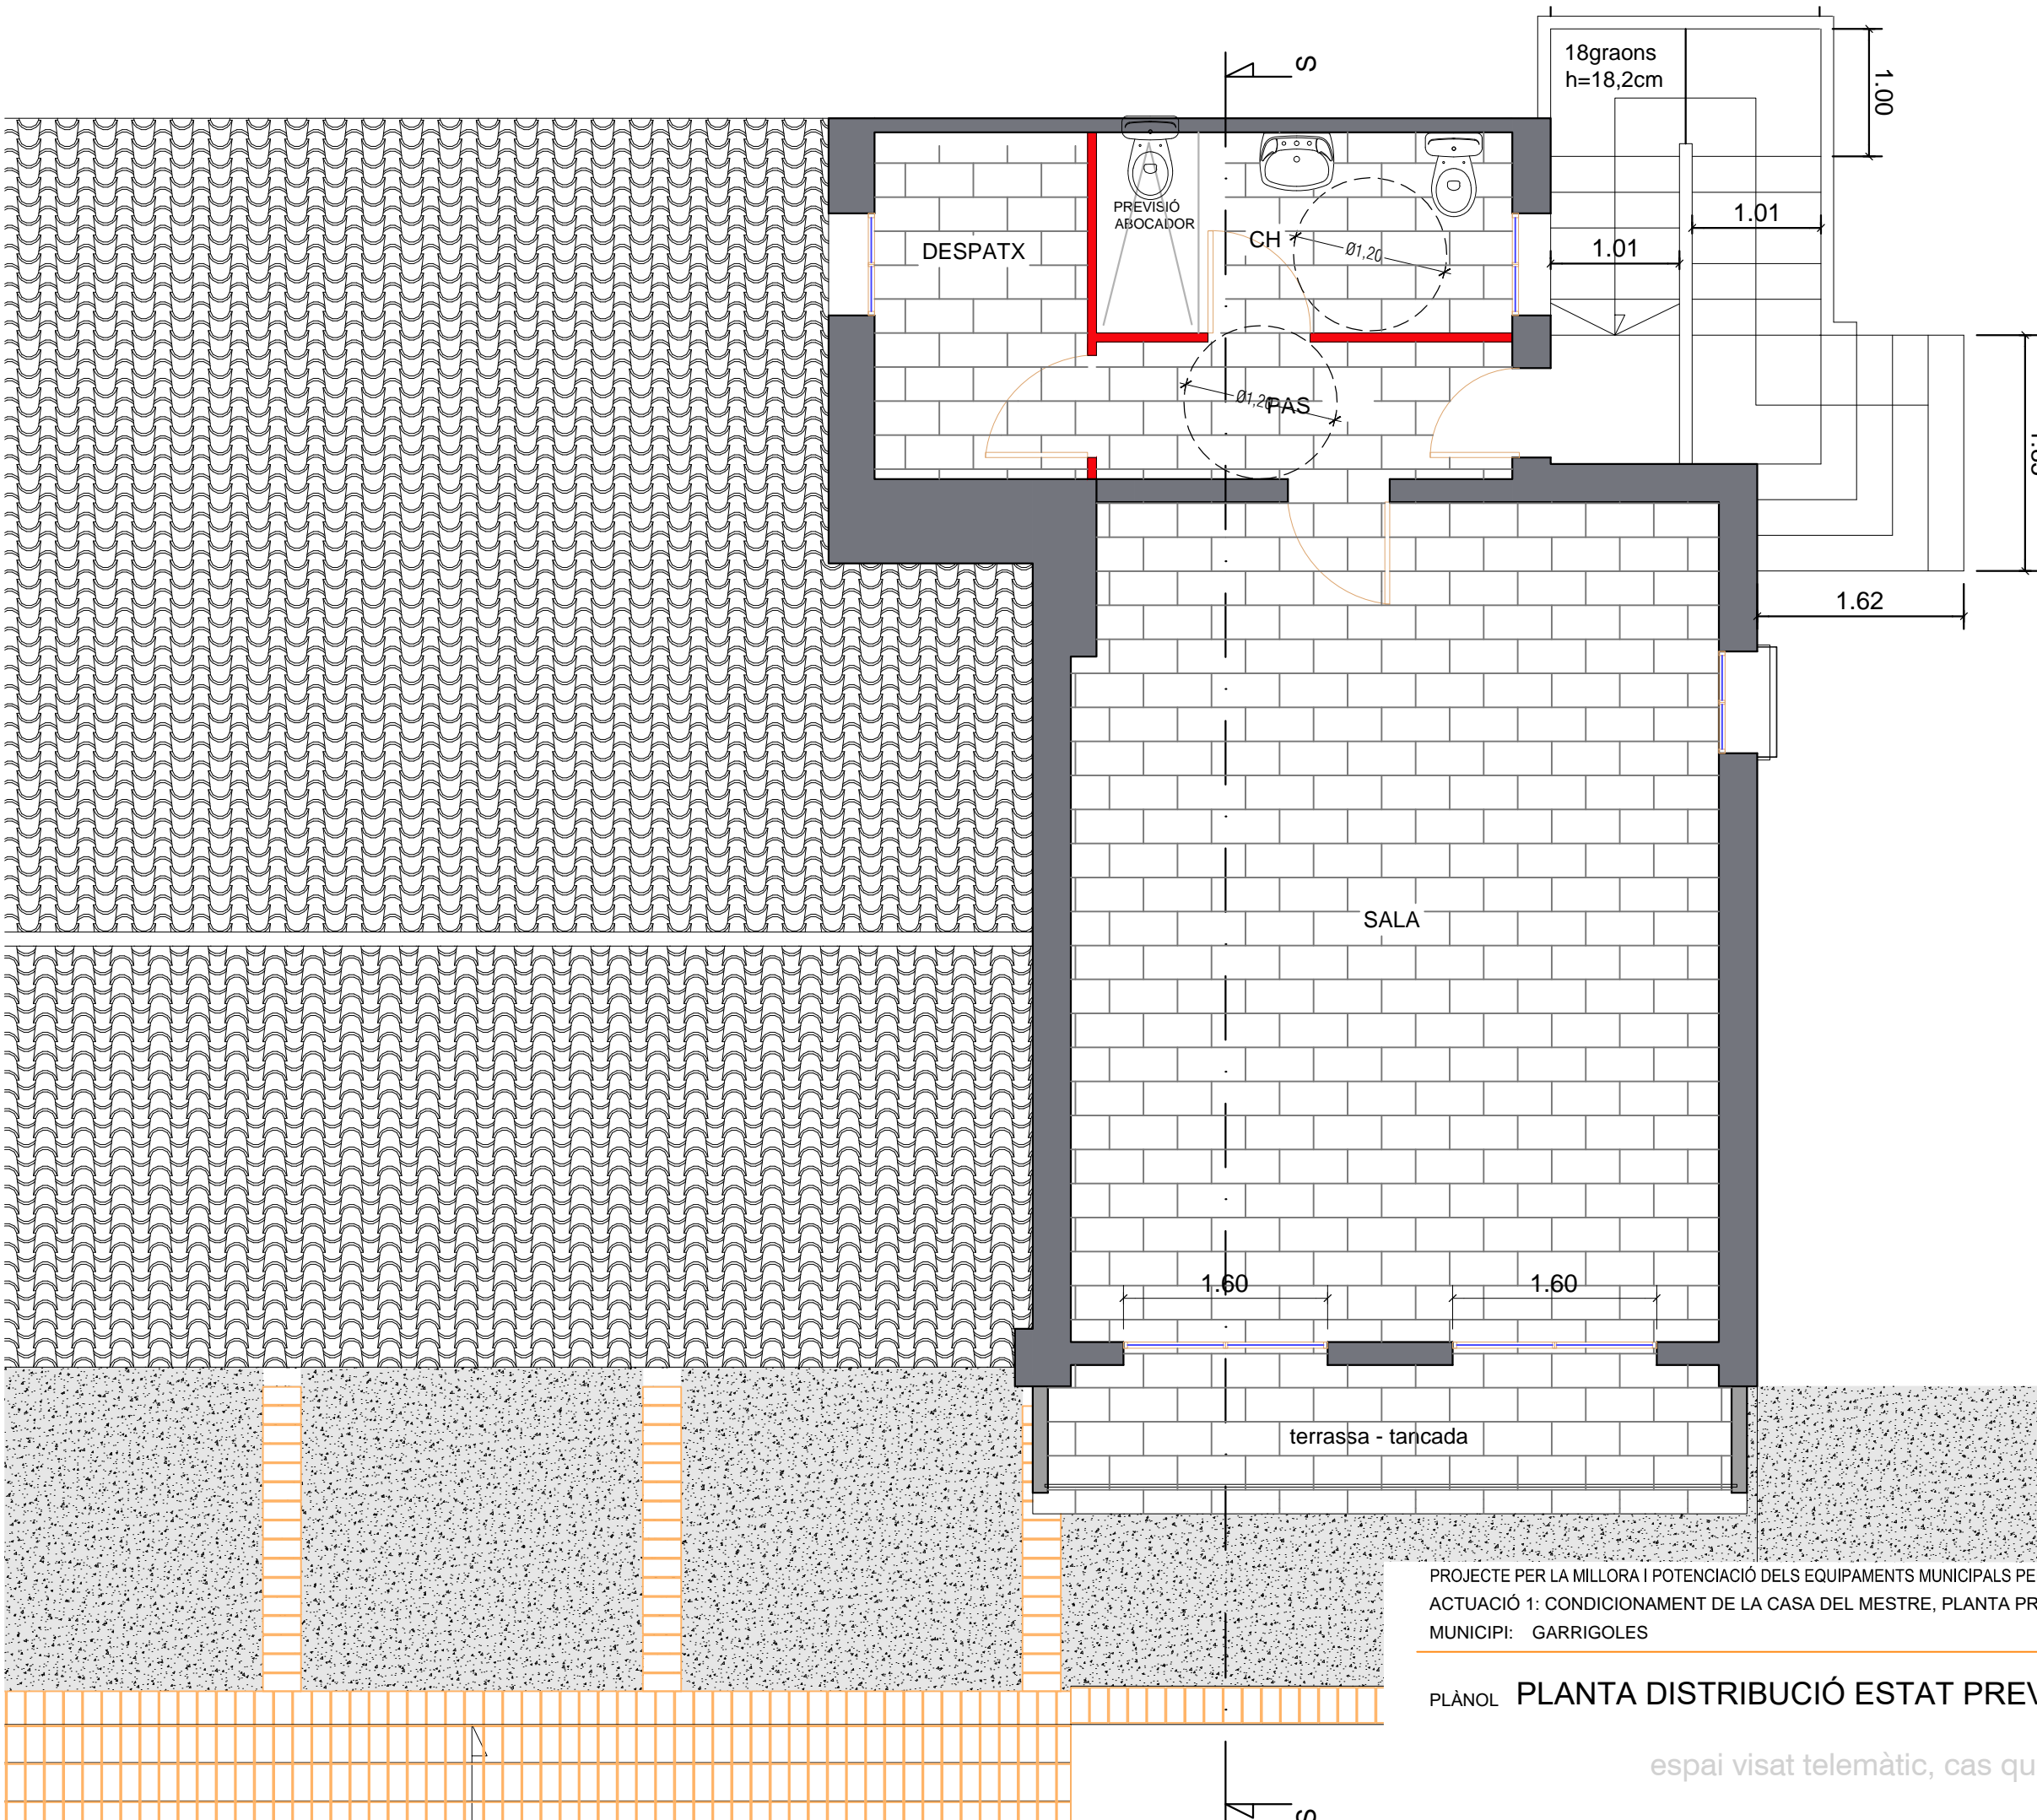 18graons
h=18,2cm
S
1.00
1.01
1.01
PREVISIÓ
ABOCADOR
DESPATX
CH
Ø1,20
Ø1,20
PAS
1.62
SALA
1.60
1.60
terrassa - tancada
PROJECTE PER LA MILLORA I POTENCIACIÓ DELS EQUIPAMENTS MUNICIPALS PE
ACTUACIÓ 1: CONDICIONAMENT DE LA CASA DEL MESTRE, PLANTA PR
MUNICIPI: GARRIGOLES
PLÀNOL PLANTA DISTRIBUCIÓ ESTAT PREV
espai visat telemàtic, cas qu
S